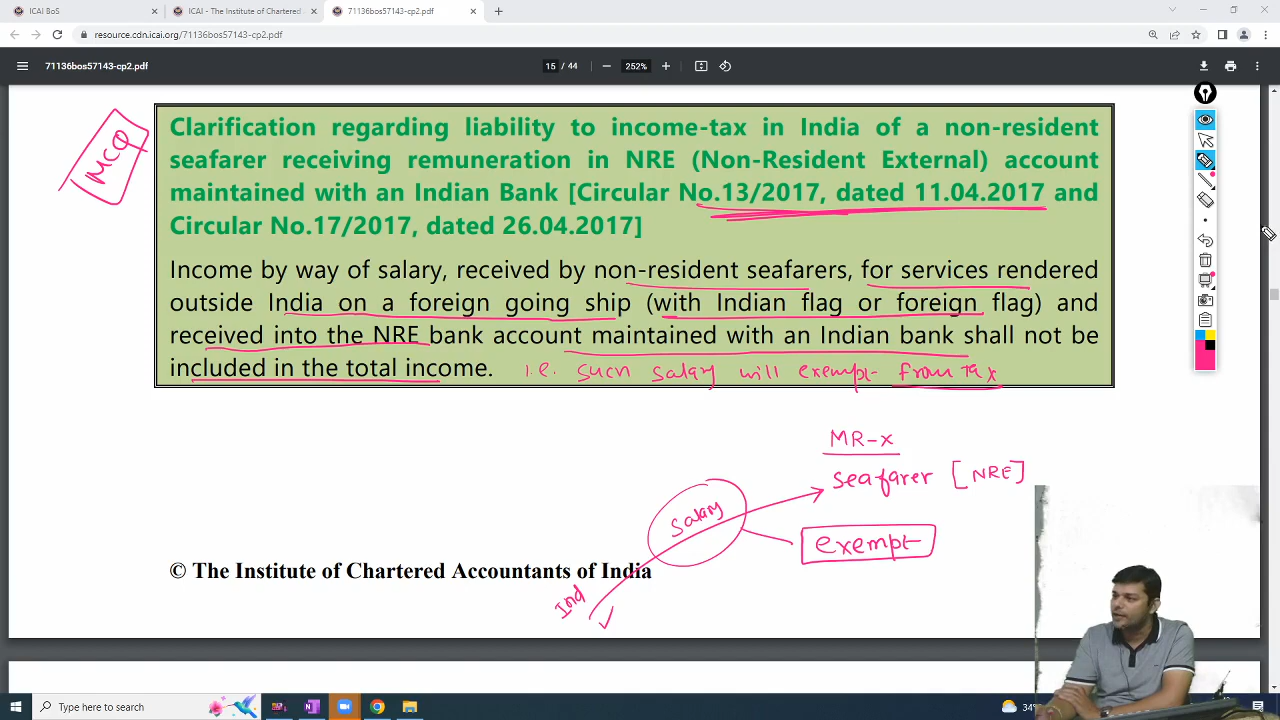 ICAI BoS
ICAI - The Institute of Chartered
71136bos57143-cp2.pdf
resource.cdn.icai.org/71136bos57143-cp2.pdf
71136bos57143-cp2.pdf
15 / 44
252%
MCQ
Clarification regarding liability to income-tax in India of a non-resident
seafarer receiving remuneration in NRE (Non-Resident External) account
maintained with an Indian Bank [Circular No.13/2017, dated 11.04.2017 and
Circular No.17/2017, dated 26.04.2017]
Income by way of salary, received by non-resident seafarers, for services rendered
outside India on a foreign going ship (with Indian flag or foreign flag) and
received into the NRE bank account maintained with an Indian bank shall not be
included in the total income. i.e. such salary will exempt from tax
MR-X
Seafarer [NRE]
Salary
exempt
© The Institute of Chartered Accountants of India
Ind
Type here to search
34°